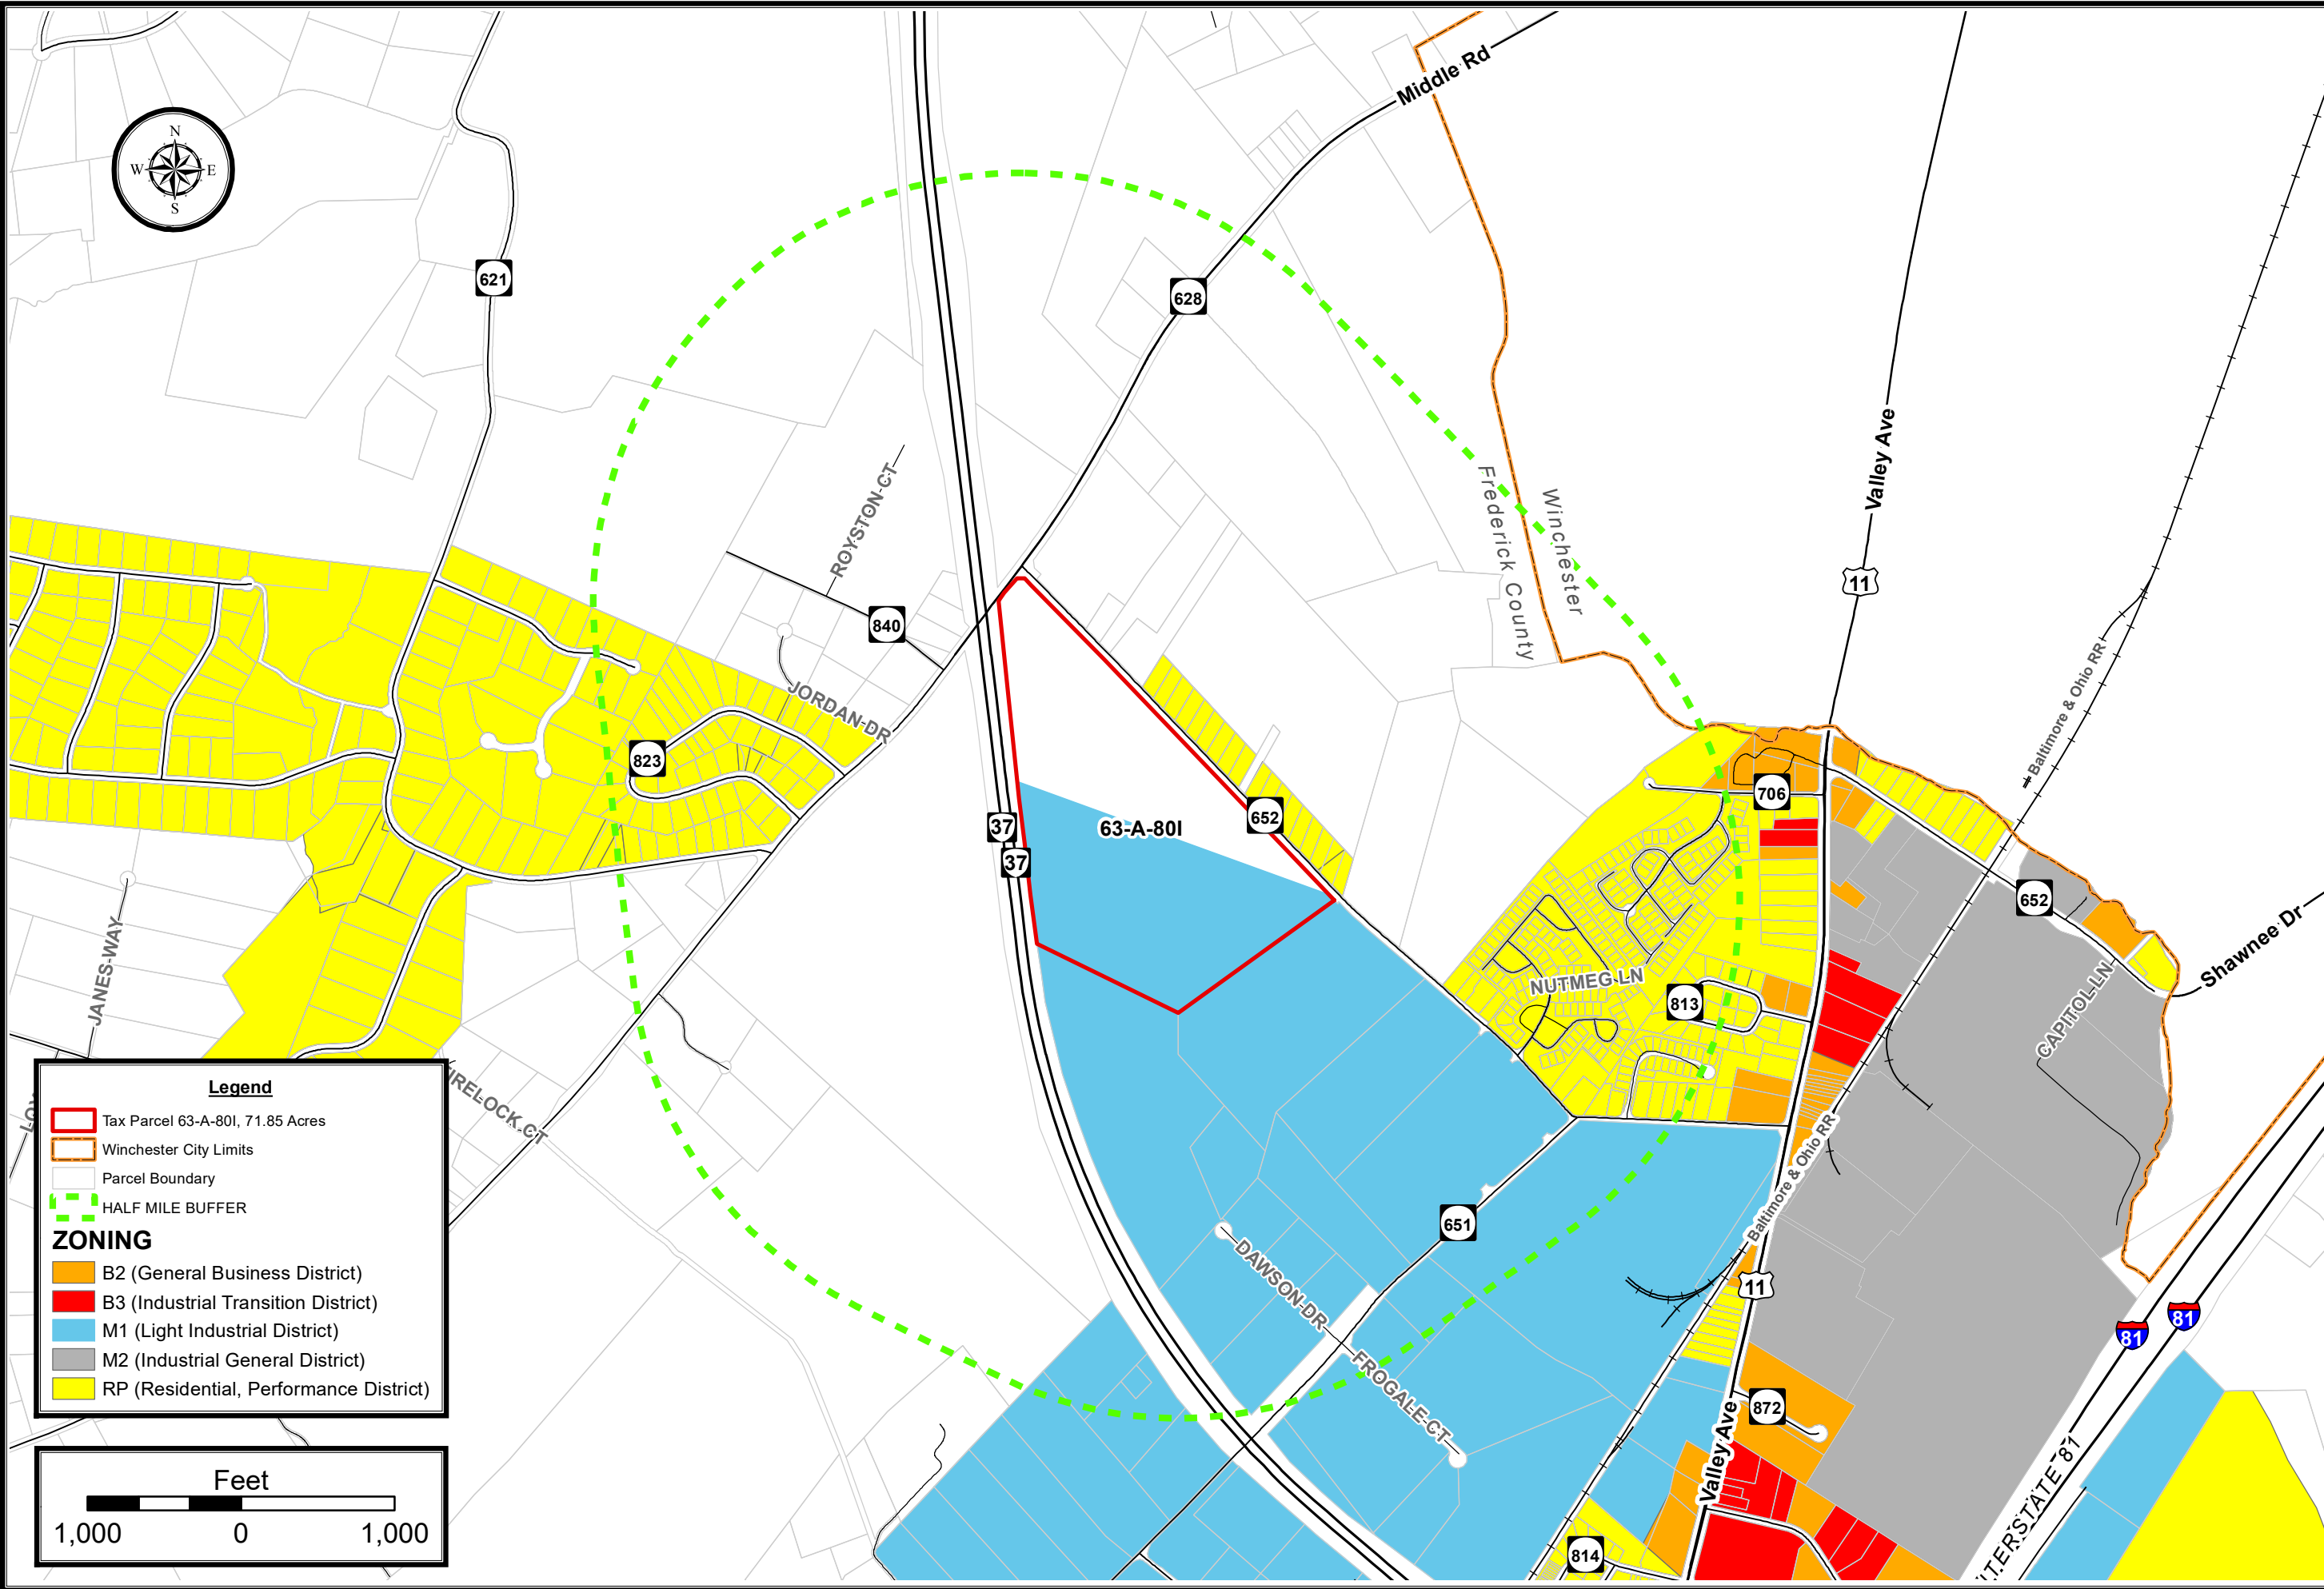 N
W E
S
Middle Rd
621
628
Valley Ave
ROYSTON CT
Frederick County
Winchester
11
840
JORDAN DR
Baltimore & Ohio RR
823
706
37
63-A-80I
652
37
652
Shawnee Dr
JANES WAY
NUTMEG LN
813
CAPITOL LN
Baltimore & Ohio RR
651
DAWSON DR
11
81
81
FROGALE CT
872
Valley Ave
814
Legend
Tax Parcel 63-A-80I, 71.85 Acres
Winchester City Limits
Parcel Boundary
HALF MILE BUFFER
ZONING
B2 (General Business District)
B3 (Industrial Transition District)
M1 (Light Industrial District)
M2 (Industrial General District)
RP (Residential, Performance District)
Feet
1,000 0 1,000